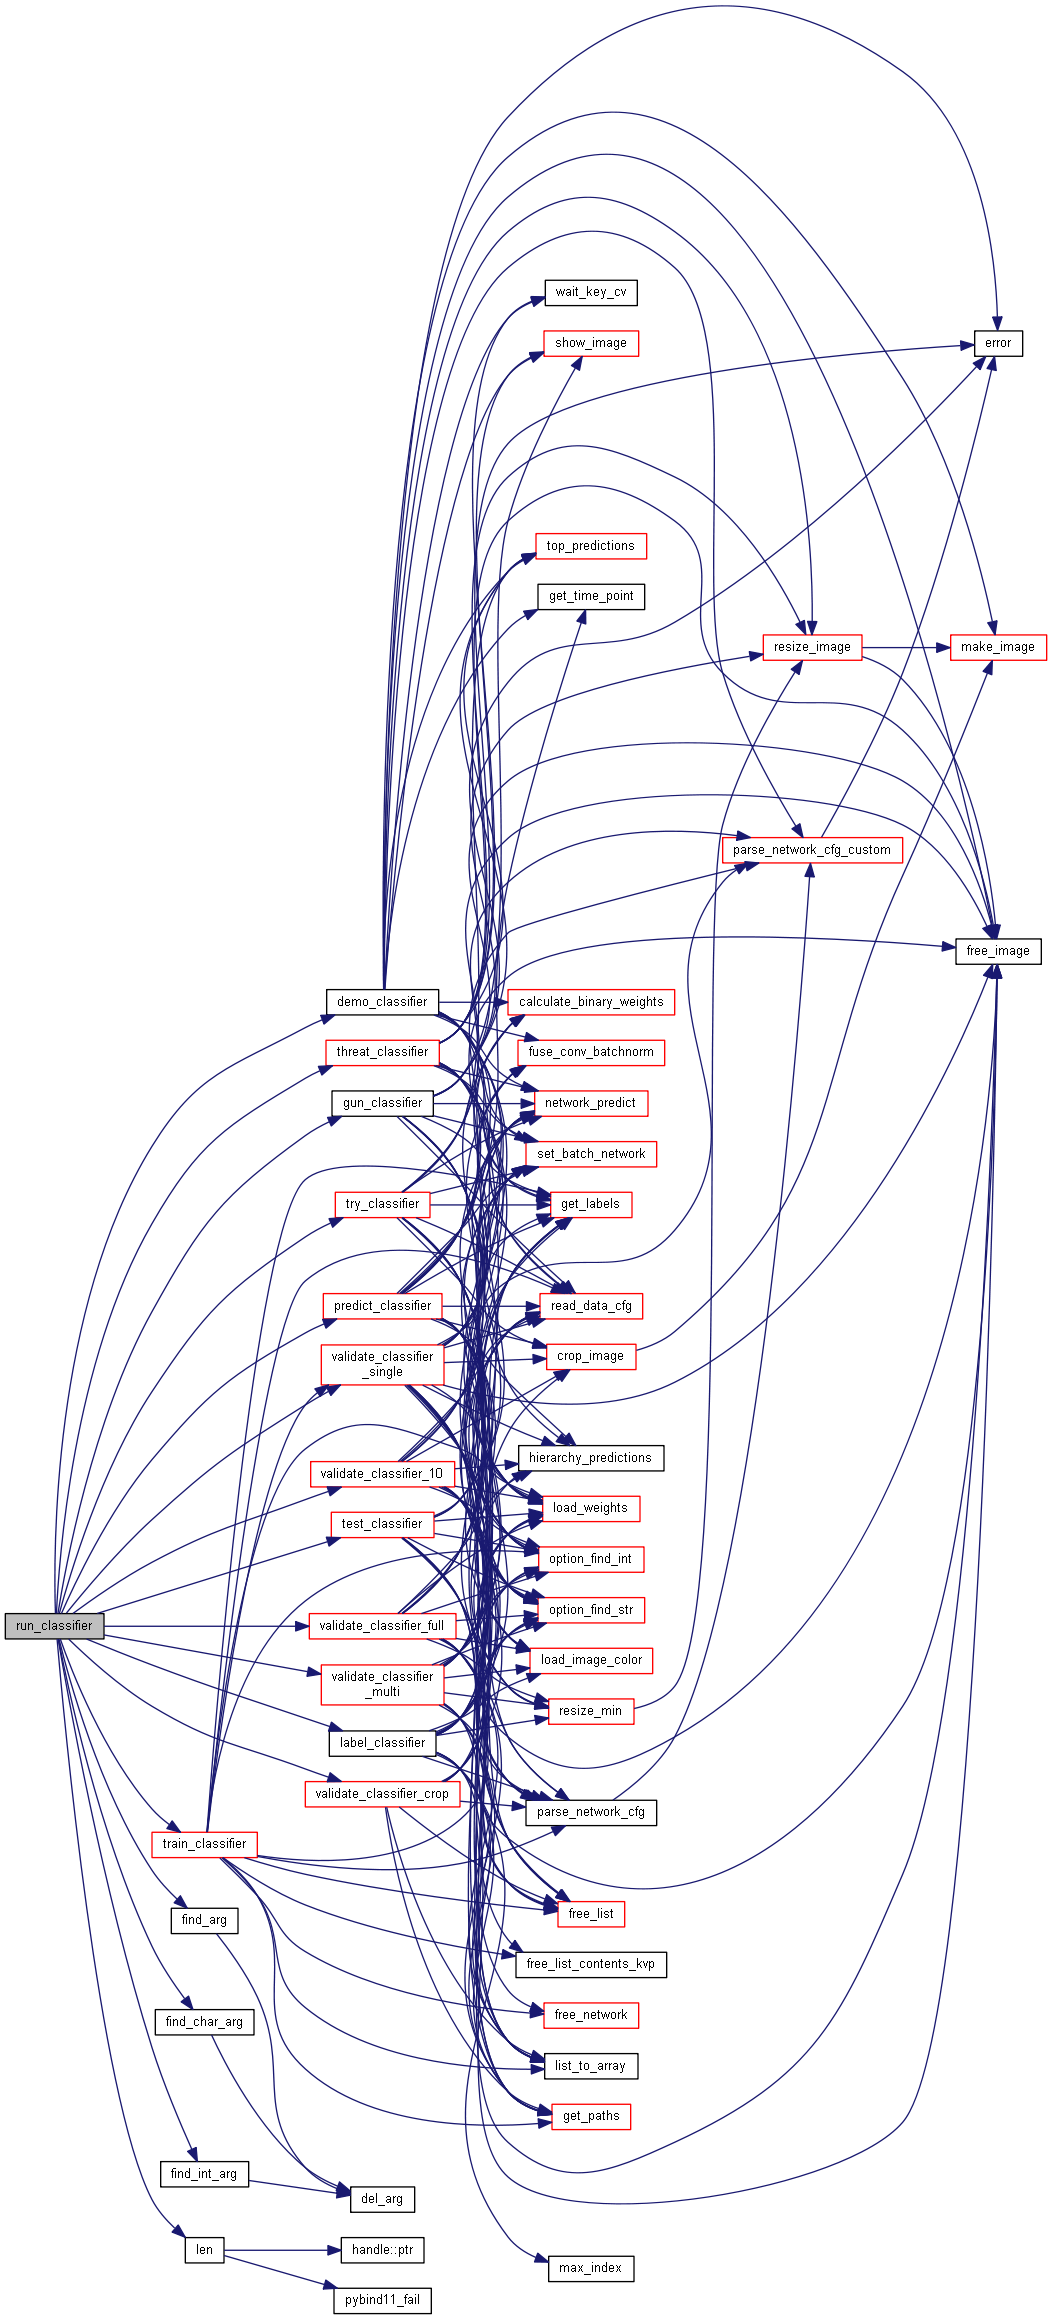 wait_key_cv
show_image
error
top_predictions
get_time_point
resize_image
make_image
parse_network_cfg_custom
free_image
demo_classifier
calculate_binary_weights
threat_classifier
fuse_conv_batchnorm
gun_classifier
network_predict
set_batch_network
try_classifier
get_labels
predict_classifier
read_data_cfg
validate_classifier
_single
crop_image
hierarchy_predictions
validate_classifier_10
load_weights
test_classifier
option_find_int
option_find_str
run_classifier
validate_classifier_full
load_image_color
validate_classifier
_multi
resize_min
label_classifier
validate_classifier_crop
parse_network_cfg
train_classifier
free_list
find_arg
free_list_contents_kvp
free_network
find_char_arg
list_to_array
get_paths
find_int_arg
del_arg
len
handle::ptr
max_index
pybind11_fail